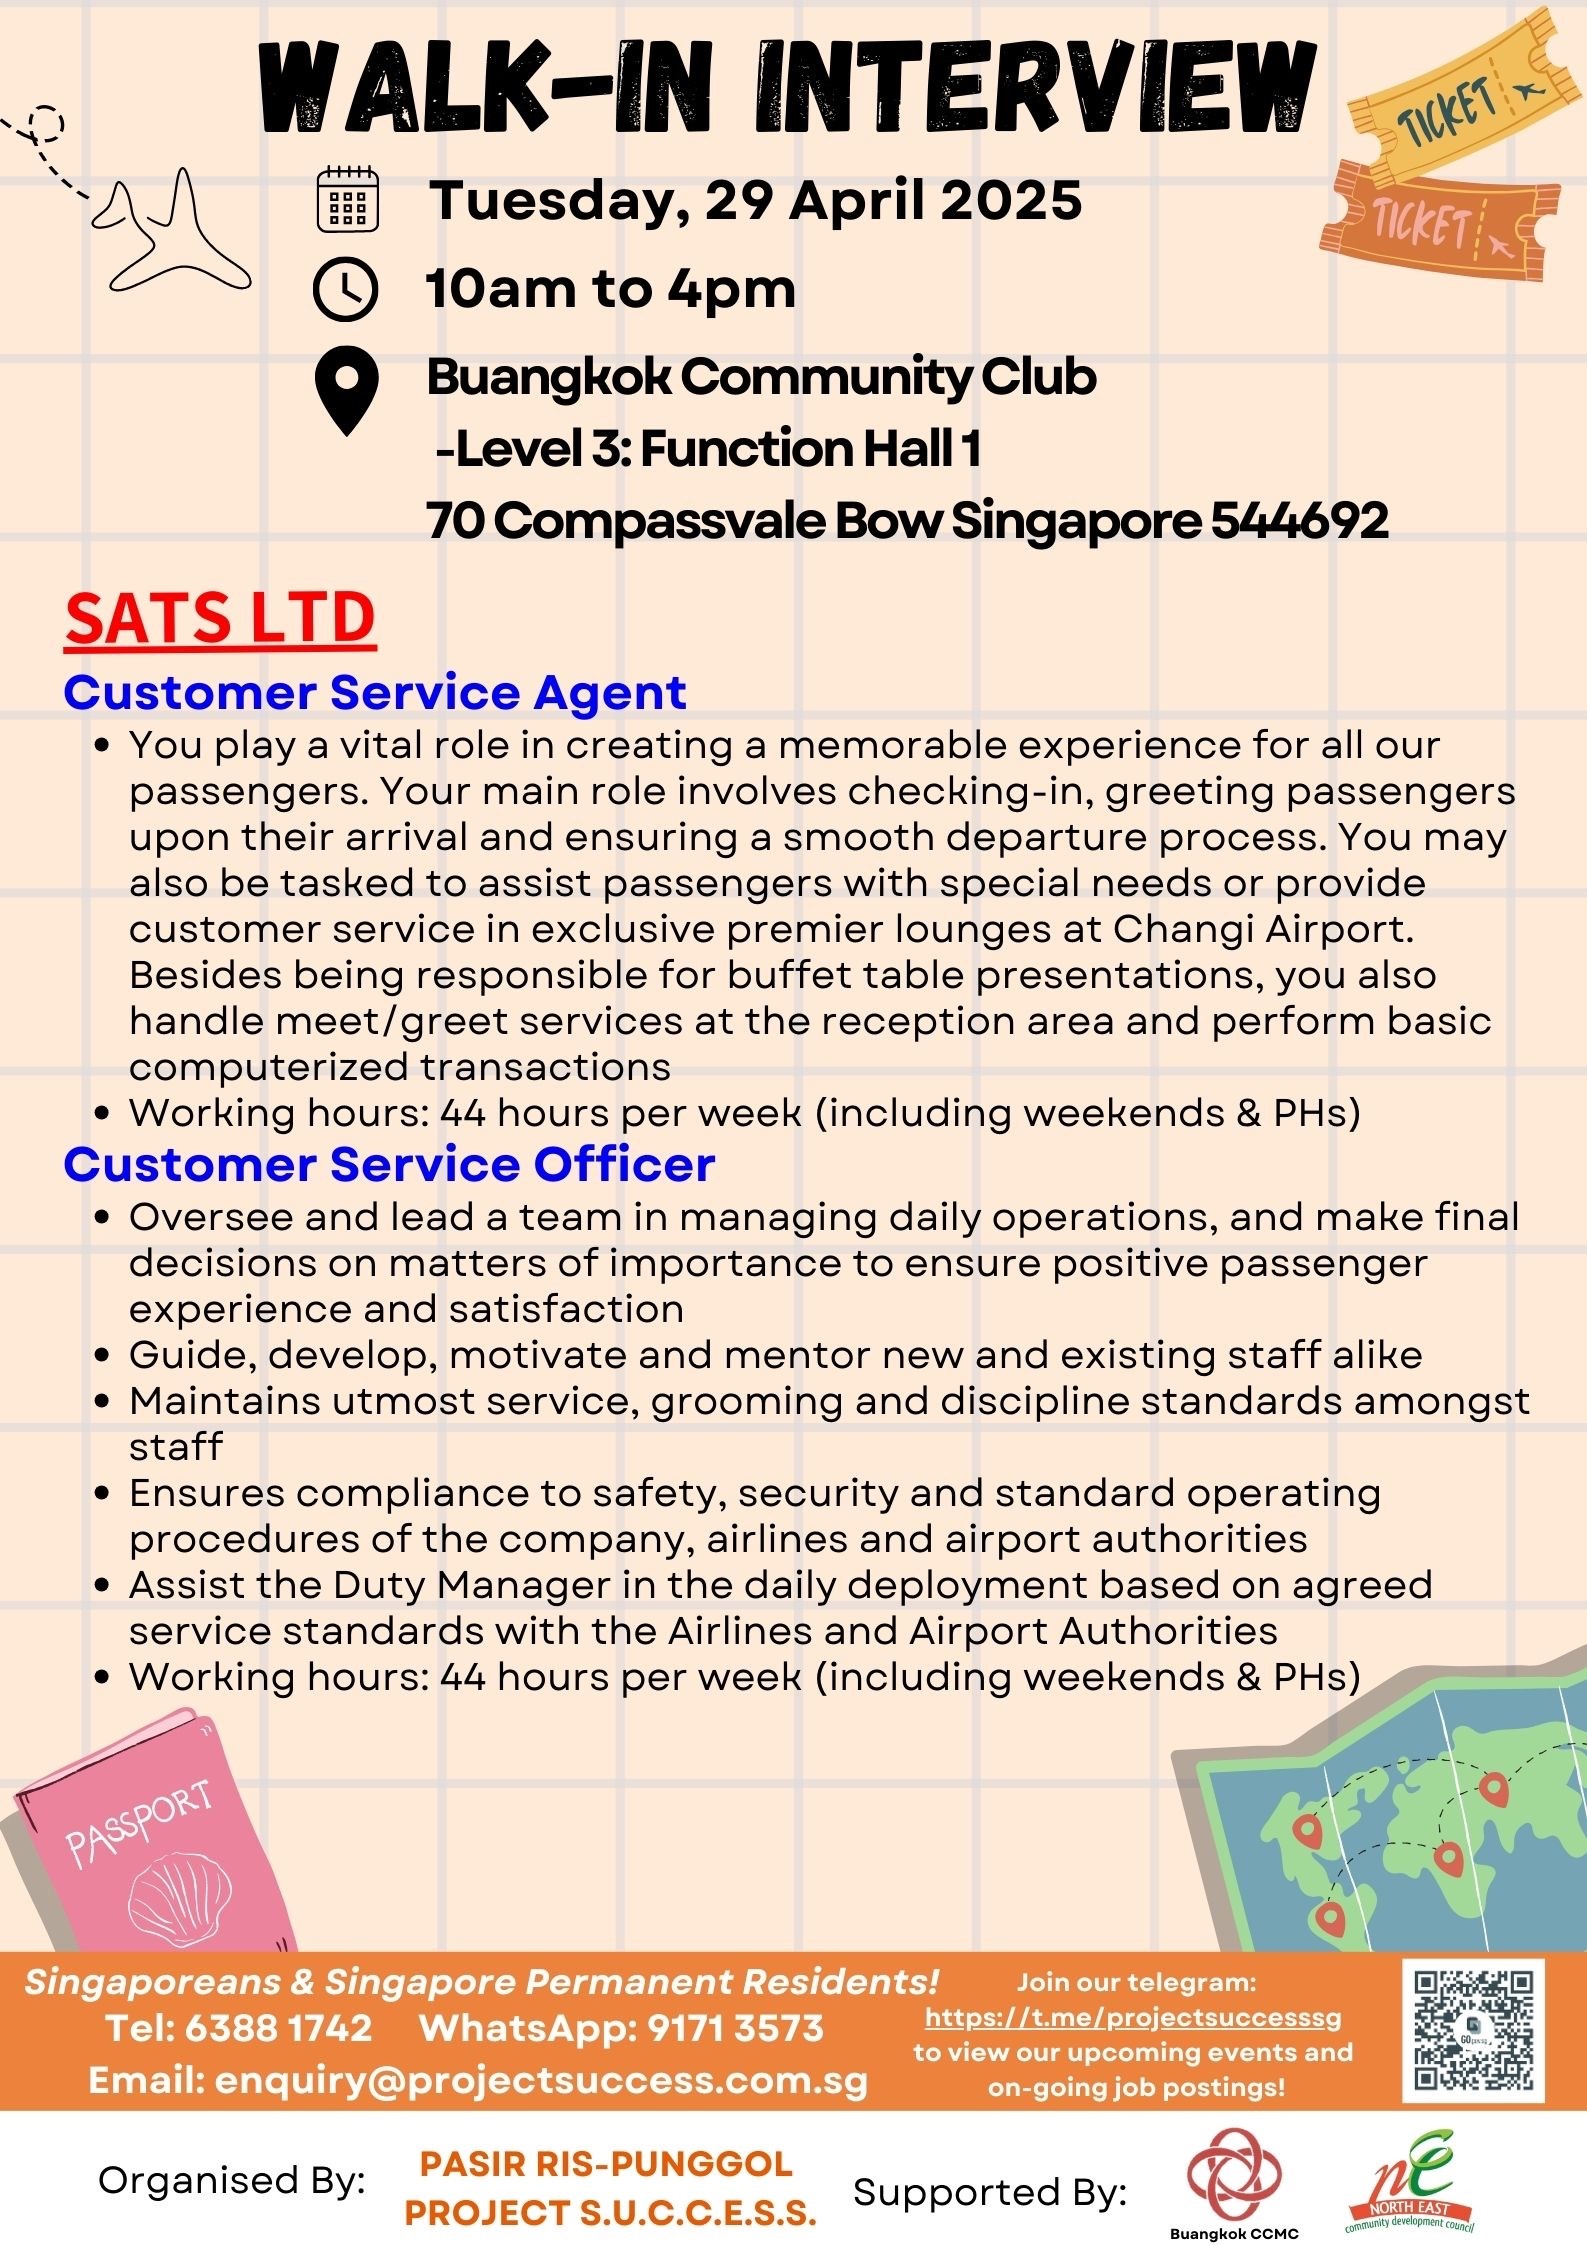 WALK-IN INTERVIEW
TICKET
TICKET
Tuesday, 29 April 2025
10am to 4pm
Buangkok Community Club
-Level 3: Function Hall 1
70 Compassvale Bow Singapore 544692
SATS LTD
Customer Service Agent
• You play a vital role in creating a memorable experience for all our
passengers. Your main role involves checking-in, greeting passengers
upon their arrival and ensuring a smooth departure process. You may
also be tasked to assist passengers with special needs or provide
customer service in exclusive premier lounges at Changi Airport.
Besides being responsible for buffet table presentations, you also
handle meet/greet services at the reception area and perform basic
computerized transactions
• Working hours: 44 hours per week (including weekends & PHs)
Customer Service Officer
• Oversee and lead a team in managing daily operations, and make final
decisions on matters of importance to ensure positive passenger
experience and satisfaction
• Guide, develop, motivate and mentor new and existing staff alike
• Maintains utmost service, grooming and discipline standards amongst
staff
• Ensures compliance to safety, security and standard operating
procedures of the company, airlines and airport authorities
• Assist the Duty Manager in the daily deployment based on agreed
service standards with the Airlines and Airport Authorities
• Working hours: 44 hours per week (including weekends & PHs)
PASSPORT
Singaporeans & Singapore Permanent Residents!
Tel: 6388 1742 WhatsApp: 9171 3573
Email: enquiry@projectsuccess.com.sg
Join our telegram:
https://t.me/projectsuccesssg
to view our upcoming events and
on-going job postings!
Organised By:
PASIR RIS-PUNGGOL
PROJECT S.U.C.C.E.S.S.
Supported By:
Buangkok CCMC
ne
NORTH EAST
community development council